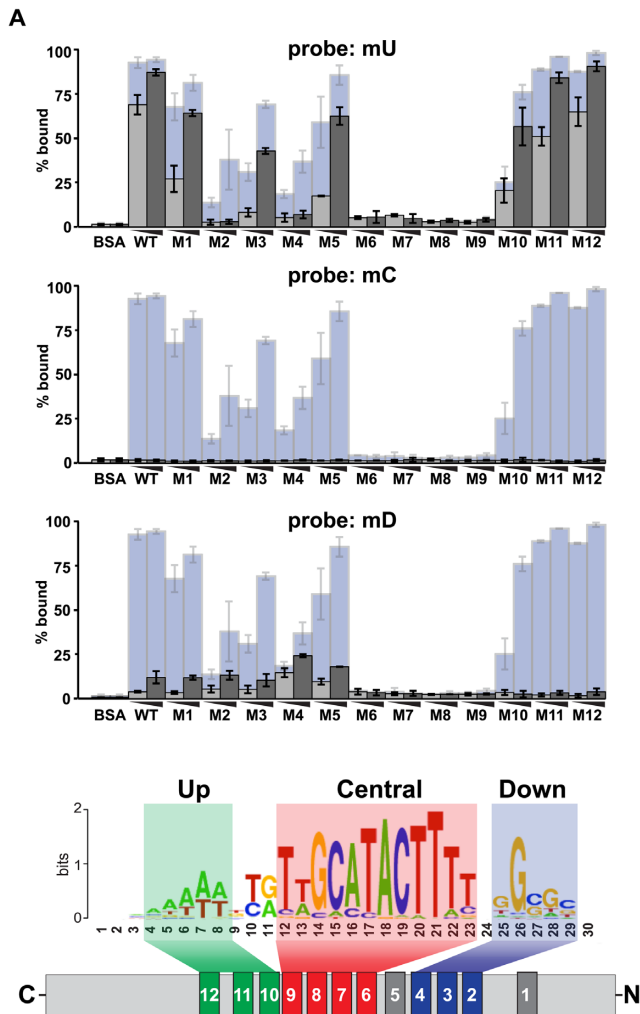 A
probe: mU
% bound
100
75
50
25
0
BSA WT M1 M2 M3 M4 M5 M6 M7 M8 M9 M10 M11 M12
probe: mC
% bound
100
75
50
25
0
BSA WT M1 M2 M3 M4 M5 M6 M7 M8 M9 M10 M11 M12
probe: mD
% bound
100
75
50
25
0
BSA WT M1 M2 M3 M4 M5 M6 M7 M8 M9 M10 M11 M12
Up Central Down
bits
2
1
0
1 2 3 4 5 6 7 8 9 10 11 12 13 14 15 16 17 18 19 20 21 22 23 24 25 26 27 28 29 30
C 12 11 10 9 8 7 6 5 4 3 2 1 N